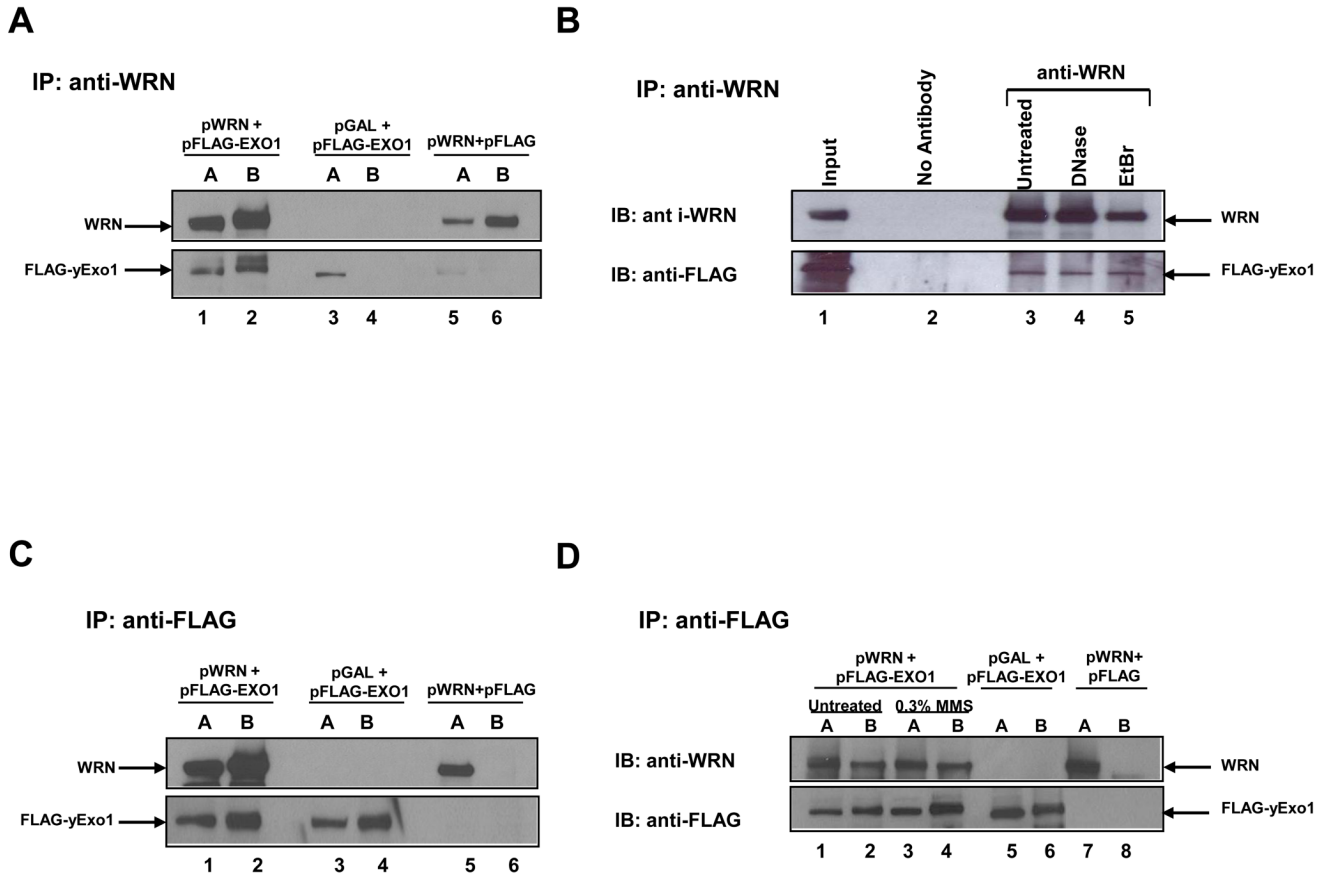 A
IP: anti-WRN
pWRN +
pFLAG-EXO1
pGAL +
pFLAG-EXO1
pWRN+pFLAG
A B A B A B
WRN
FLAG-yExo1
1 2 3 4 5 6
B
IP: anti-WRN
Input
No Antibody
anti-WRN
Untreated
DNase
EtBr
IB: ant i-WRN
WRN
IB: anti-FLAG
FLAG-yExo1
1 2 3 4 5
C
IP: anti-FLAG
pWRN +
pFLAG-EXO1
pGAL +
pFLAG-EXO1
pWRN+pFLAG
A B A B A B
WRN
FLAG-yExo1
1 2 3 4 5 6
D
IP: anti-FLAG
pWRN +
pFLAG-EXO1
pGAL +
pFLAG-EXO1
pWRN+
pFLAG
Untreated 0.3% MMS
A B A B A B A B
IB: anti-WRN
WRN
IB: anti-FLAG
FLAG-yExo1
1 2 3 4 5 6 7 8